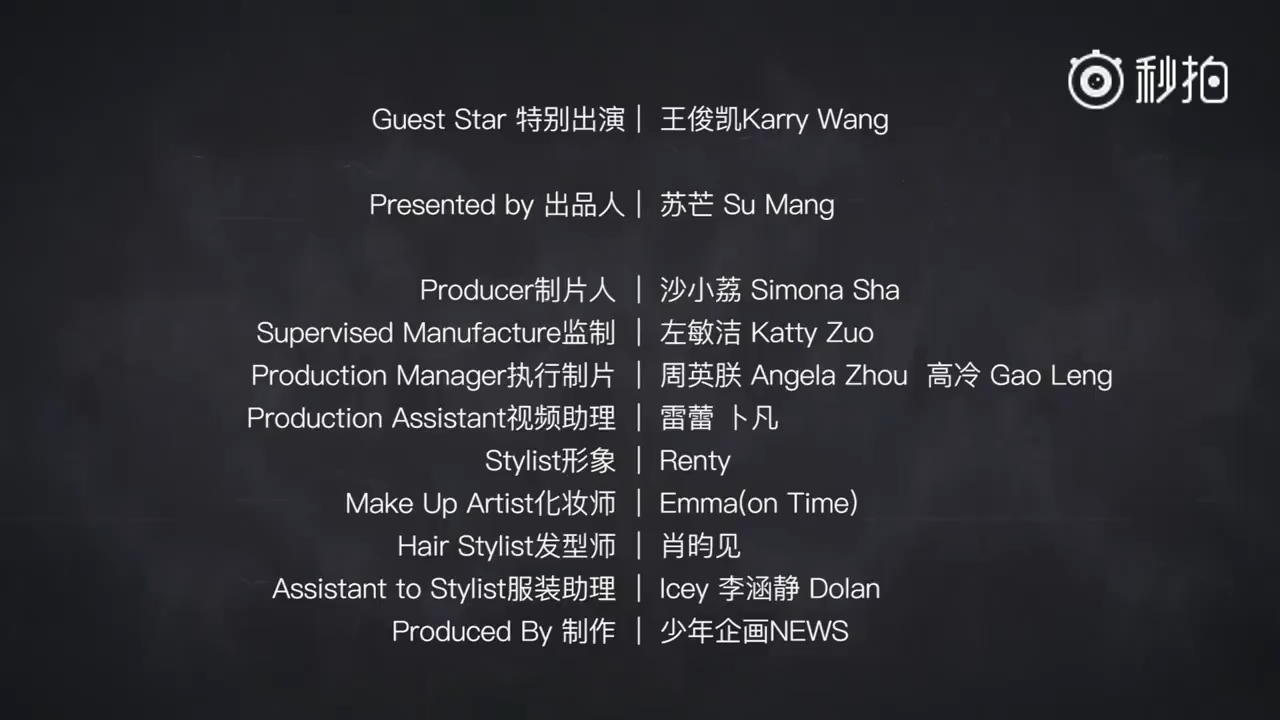 秒拍
Guest Star 特别出演｜ 王俊凯Karry Wang
Presented by 出品人｜ 苏芒 Su Mang
Producer制片人 ｜ 沙小荔 Simona Sha
Supervised Manufacture监制 ｜ 左敏洁 Katty Zuo
Production Manager执行制片 ｜ 周英朕 Angela Zhou 高冷 Gao Leng
Production Assistant视频助理 ｜ 雷蕾 卜凡
Stylist形象 ｜ Renty
Make Up Artist化妆师 ｜ Emma(on Time)
Hair Stylist发型师 ｜ 肖昀见
Assistant to Stylist服装助理 ｜ Icey 李涵静 Dolan
Produced By 制作 ｜ 少年企画NEWS